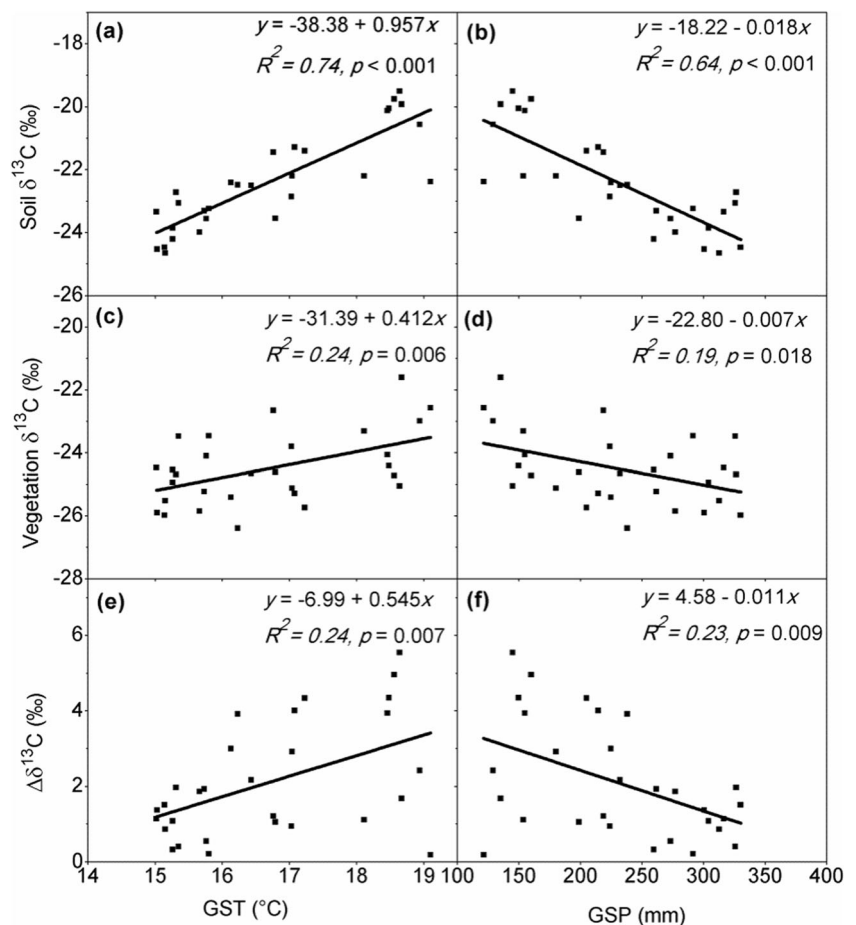 (a)
y = -38.38 + 0.957x
R² = 0.74, p < 0.001
(b)
y = -18.22 - 0.018x
R² = 0.64, p < 0.001
-17
-20
-22
-24
-26
Soil δ¹³C (‰)
(c)
y = -31.39 + 0.412x
R² = 0.24, p = 0.006
(d)
y = -22.80 - 0.007x
R² = 0.19, p = 0.018
-20
-22
-24
-26
-28
Vegetation δ¹³C (‰)
(e)
y = -6.99 + 0.545x
R² = 0.24, p = 0.007
(f)
y = 4.58 - 0.011x
R² = 0.23, p = 0.009
6
4
2
0
Δδ¹³C (‰)
14 15 16 17 18 19 100 150 200 250 300 350 400
GST (°C)
GSP (mm)